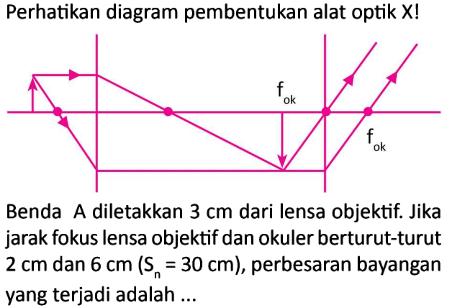 Perhatikan diagram pembentukan alat optik X!
f_ok
f_ok
Benda A diletakkan 3 cm dari lensa objektif. Jika
jarak fokus lensa objektif dan okuler berturut-turut
2 cm dan 6 cm (S_n = 30 cm), perbesaran bayangan
yang terjadi adalah ...